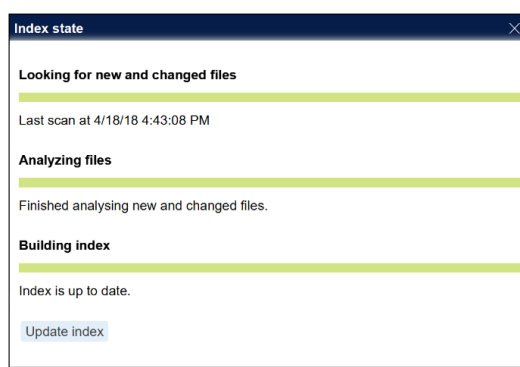 Index state
Looking for new and changed files
Last scan at 4/18/18 4:43:08 PM
Analyzing files
Finished analysing new and changed files.
Building index
Index is up to date.
Update index